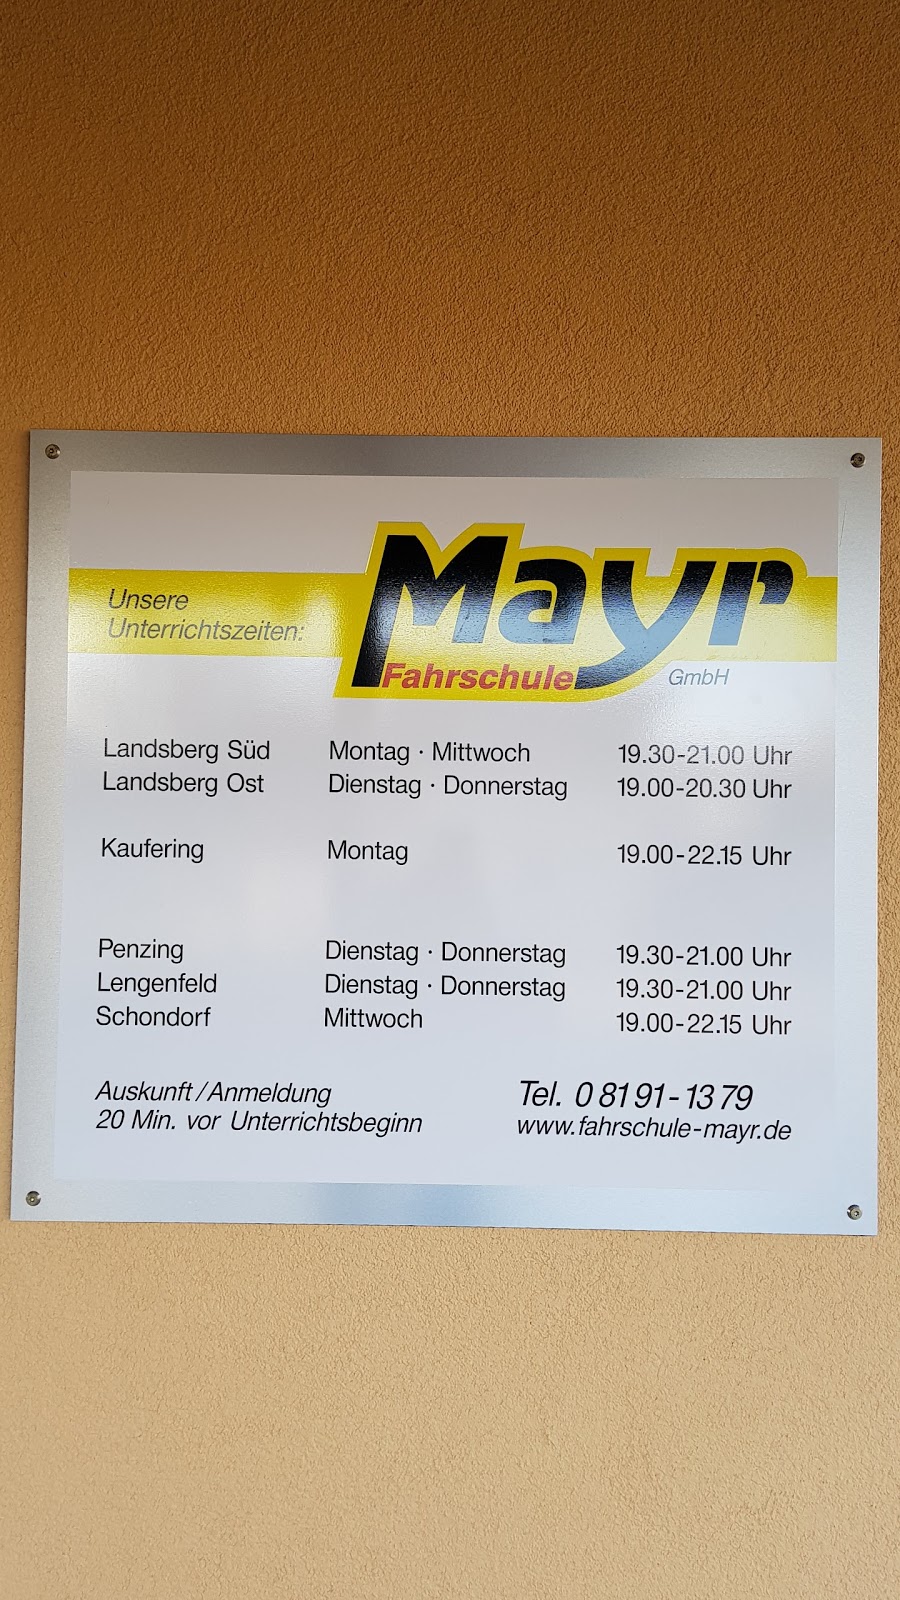 Mayr
Fahrschule GmbH
Unsere
Unterrichtszeiten:
Landsberg Süd Montag · Mittwoch 19.30-21.00 Uhr
Landsberg Ost Dienstag · Donnerstag 19.00-20.30 Uhr
Kaufering Montag 19.00-22.15 Uhr
Penzing Dienstag · Donnerstag 19.30-21.00 Uhr
Lengenfeld Dienstag · Donnerstag 19.30-21.00 Uhr
Schondorf Mittwoch 19.00-22.15 Uhr
Auskunft/Anmeldung
20 Min. vor Unterrichtsbeginn
Tel. 0 81 91-13 79
www.fahrschule-mayr.de